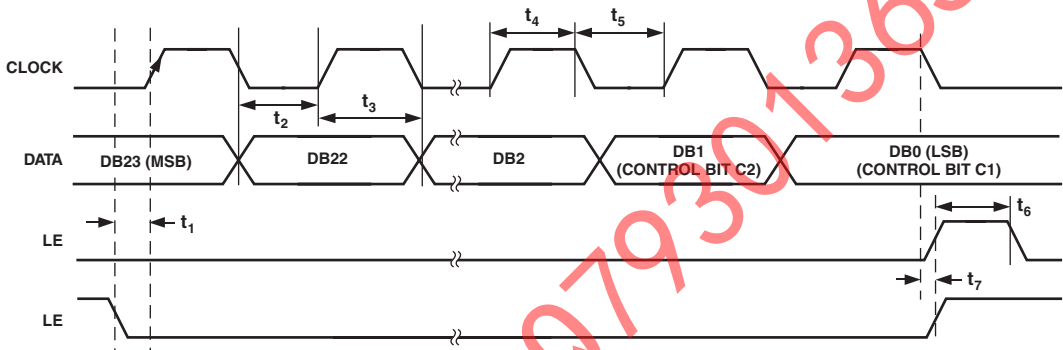 t4
t5
CLOCK
t2
t3
DATA
DB23 (MSB)
DB22
DB2
DB1
(CONTROL BIT C2)
DB0 (LSB)
(CONTROL BIT C1)
t1
t6
LE
t7
LE
079301363